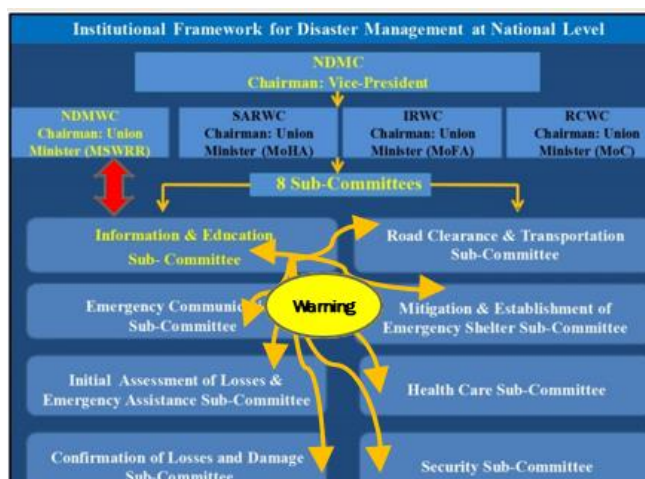 Institutional Framework for Disaster Management at National Level
NDMC
Chairman: Vice-President
NDMWC
Chairman: Union
Minister (MSWRR)
SARWC
Chairman: Union
Minister (MoHA)
IRWC
Chairman: Union
Minister (MoFA)
RCWC
Chairman: Union
Minister (MoC)
8 Sub-Committees
Information & Education
Sub- Committee
Road Clearance & Transportation
Sub-Committee
Emergency
Sub-Committee
Warning
Mitigation & Establishment of
Emergency Shelter Sub-Committee
Initial Assessment of Losses &
Emergency Assistance Sub-Committee
Health Care Sub-Committee
Confirmation of Losses and Damage
Sub-Committee
Security Sub-Committee